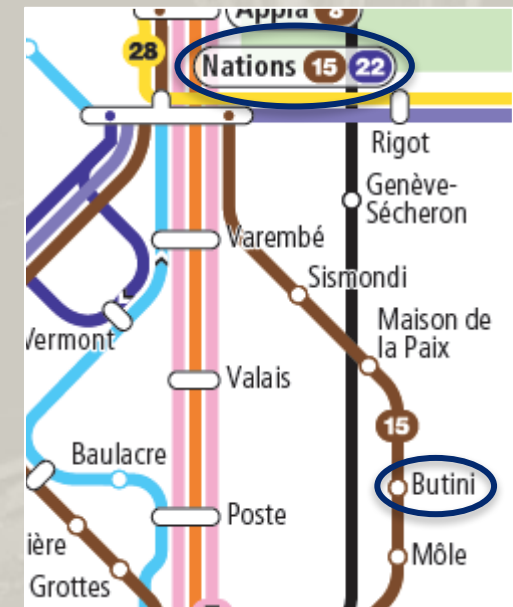 Appia
28
Nations 15 22
Rigot
Genève-
Sécheron
Varembé
Sismondi
Vermont
Maison de
la Paix
Valais
15
Baulacre
Butini
Poste
ière
Môle
Grottes